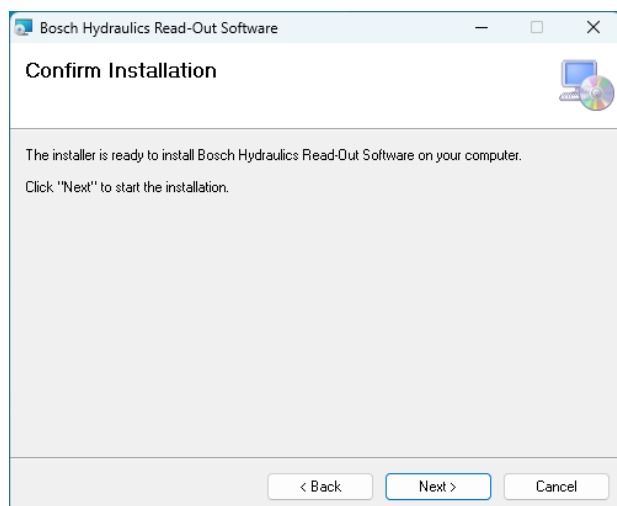 Bosch Hydraulics Read-Out Software
Confirm Installation
The installer is ready to install Bosch Hydraulics Read-Out Software on your computer.
Click "Next" to start the installation.
< Back
Next >
Cancel